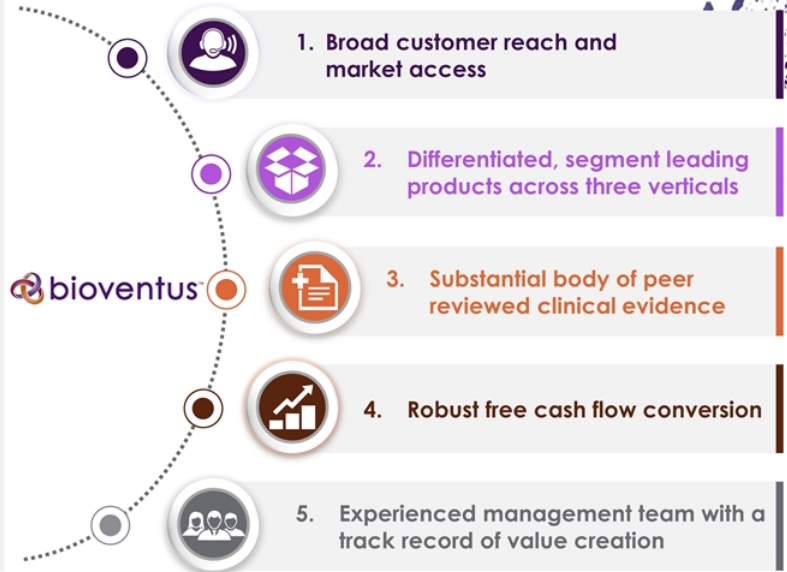 1. Broad customer reach and
market access
2. Differentiated, segment leading
products across three verticals
bioventus™
3. Substantial body of peer
reviewed clinical evidence
4. Robust free cash flow conversion
5. Experienced management team with a
track record of value creation